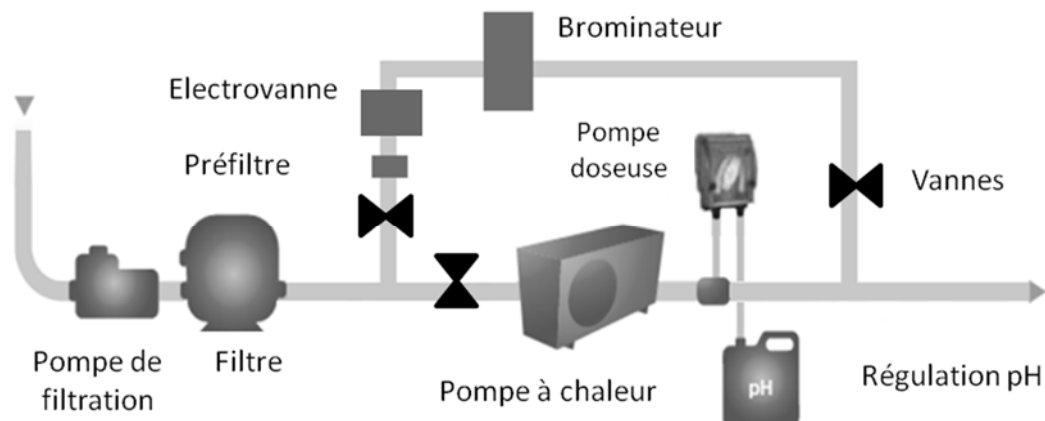 Brominateur
Electrovanne
Préfiltre
Pompe
doseuse
Vannes
Pompe de
filtration
Filtre
Pompe à chaleur
pH
Régulation pH